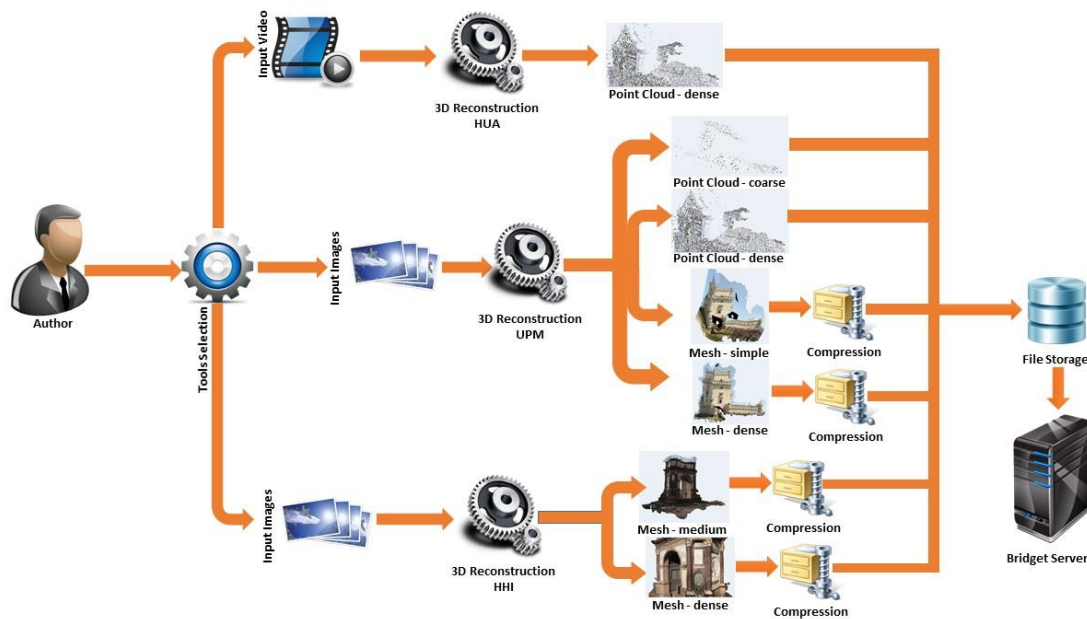 Input Video
3D Reconstruction
HUA
Point Cloud - dense
Author
Tools Selection
Input Images
3D Reconstruction
UPM
Point Cloud - coarse
Point Cloud - dense
Mesh - simple
Compression
Mesh - dense
Compression
File Storage
Bridget Server
Input Images
3D Reconstruction
HHI
Mesh - medium
Compression
Mesh - dense
Compression